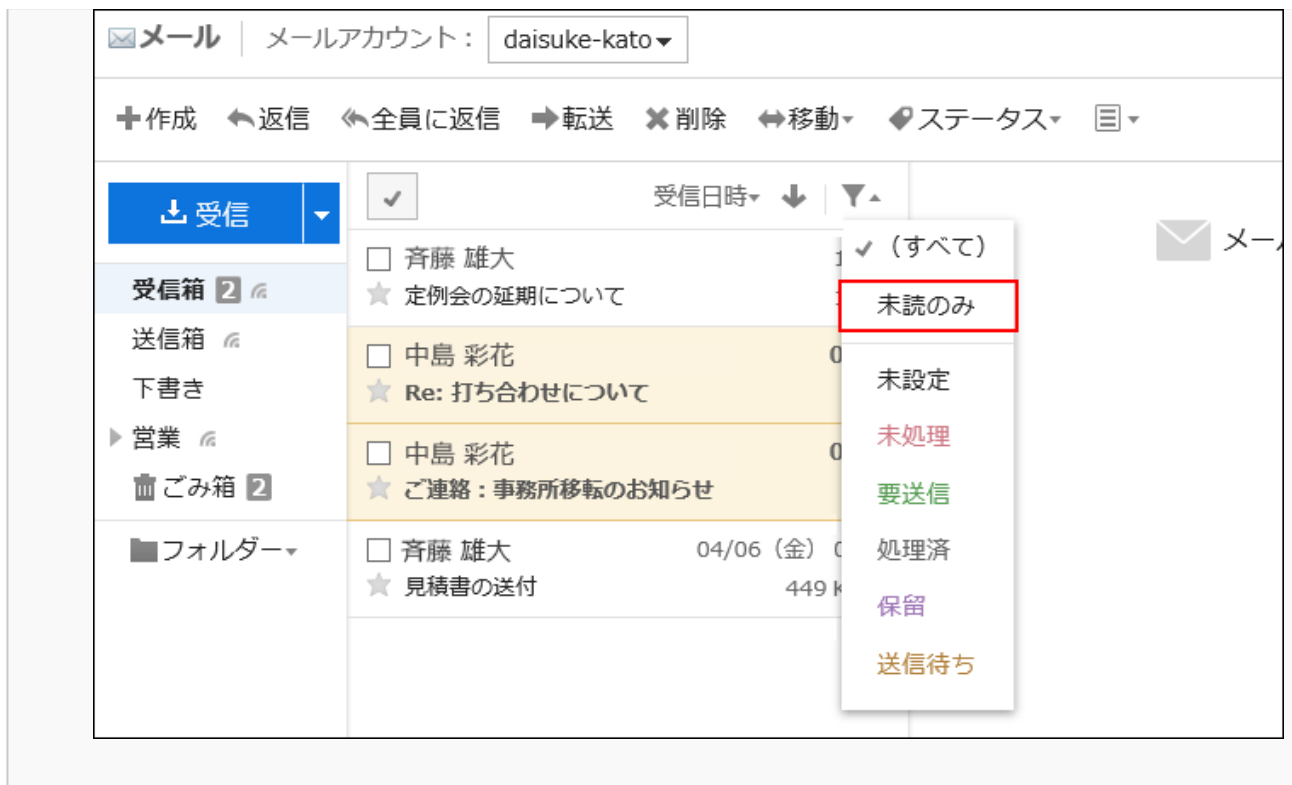 メール メールアカウント： daisuke-kato
作成 返信 全員に返信 転送 削除 移動 ステータス
受信
受信箱 2
送信箱
下書き
営業
ごみ箱 2
フォルダー
受信日時
斉藤 雄大
定例会の延期について
中島 彩花
Re: 打ち合わせについて
中島 彩花
ご連絡：事務所移転のお知らせ
斉藤 雄大 04/06（金）
見積書の送付 449
（すべて）
未読のみ
未設定
未処理
要送信
処理済
保留
送信待ち